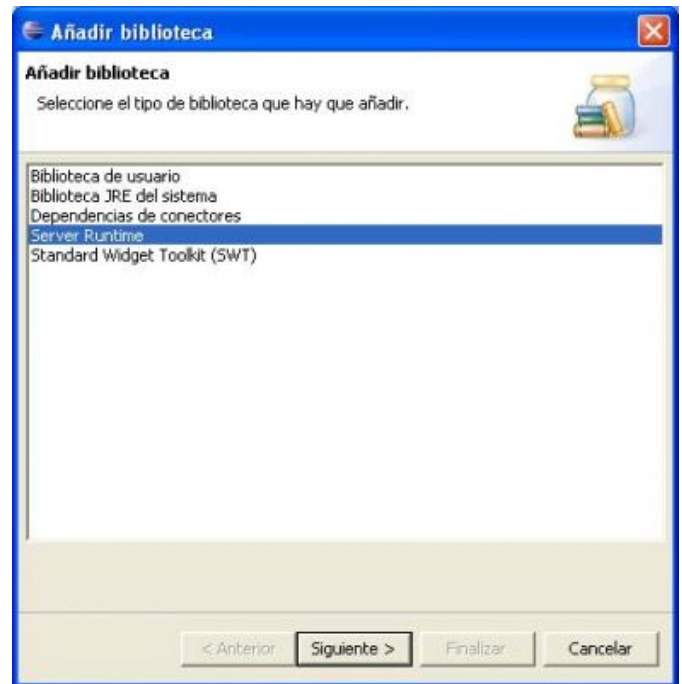 Añadir biblioteca
Añadir biblioteca
Seleccione el tipo de biblioteca que hay que añadir.
Biblioteca de usuario
Biblioteca JRE del sistema
Dependencias de conectores
Server Runtime
Standard Widget Toolkit (SWT)
< Anterior Siguiente > Finalizar Cancelar